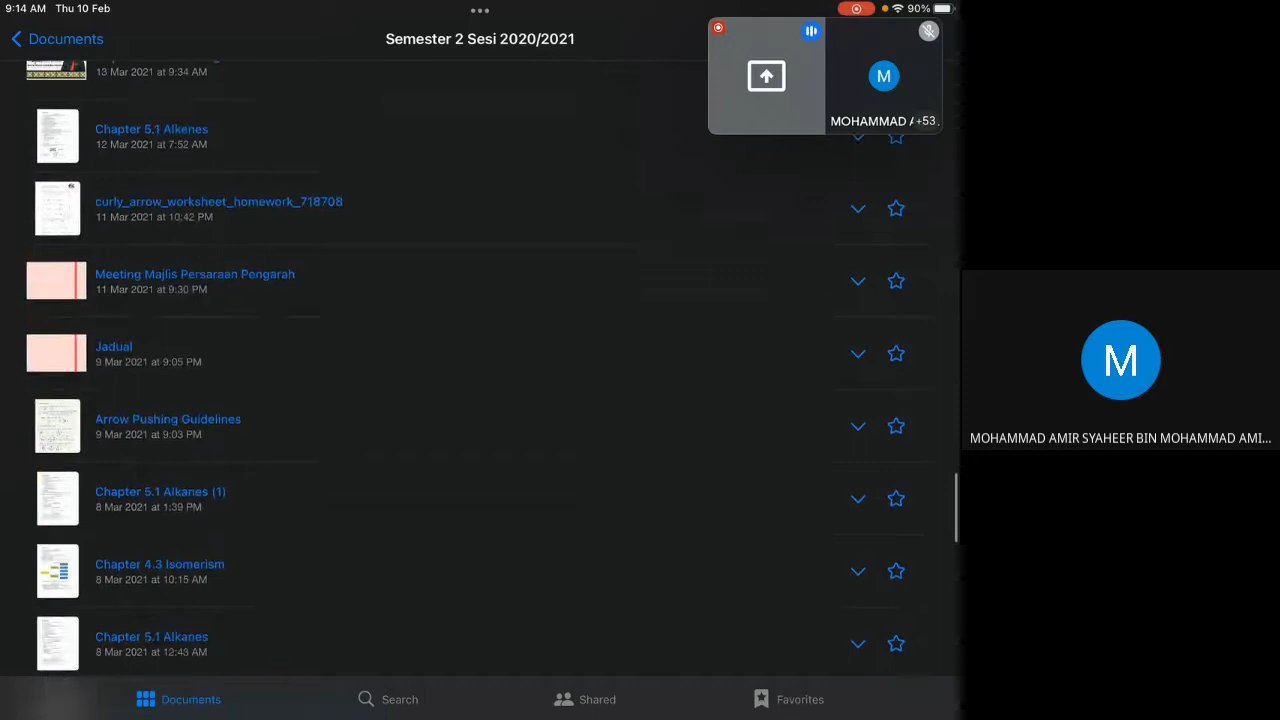 9:14 AM Thu 10 Feb
90%
Documents
Semester 2 Sesi 2020/2021
MOHAMMAD A +53
13 Mar 2021 at 9:34 AM
Chapter 5.1 Alkenes
12 Mar 2021 at 7:52 AM
curly_arrow_worksheet_homework_718708
11 Mar 2021 at 10:42 PM
Meeting Majlis Persaraan Pengarah
11 Mar 2021 at 9:30 PM
Jadual
9 Mar 2021 at 9:05 PM
Arrow Pushing Guidelines
8 Mar 2021 at
Chapter 5.1 Alkanes
8 Mar 2021 at 1:39 PM
Chapter 4.3 Isomerism
8 Mar 2021 at 10:15 AM
Chapter 5.1 Alkanes
8 Mar 2021 at 12:43 AM
M
M
MOHAMMAD AMIR SYAHEER BIN MOHAMMAD AMI...
Documents
Search
Shared
Favorites